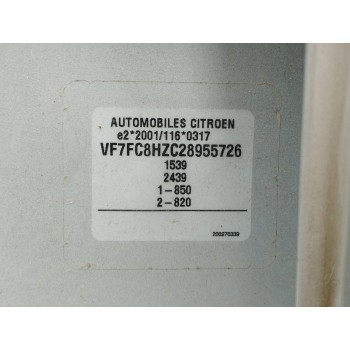 AUTOMOBILES CITROEN
e2*2001/116*0317
VF7FC8HZC28955726
1539
2439
1-850
2-820
200270339